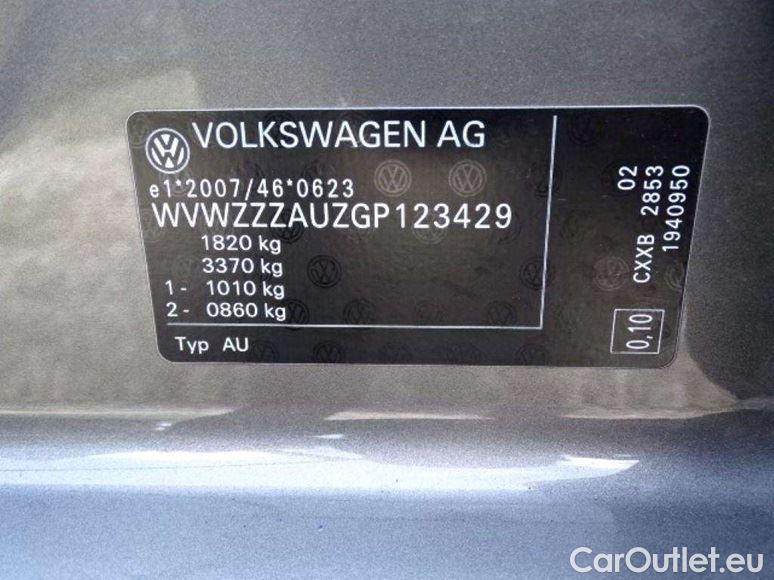 VOLKSWAGEN AG
e1*2007/46*0623
WVWZZZAUZGP123429
1820 kg
3370 kg
1 - 1010 kg
2 - 0860 kg
Typ AU
02
CXXB 2853
1940950
0,10
CarOutlet.eu